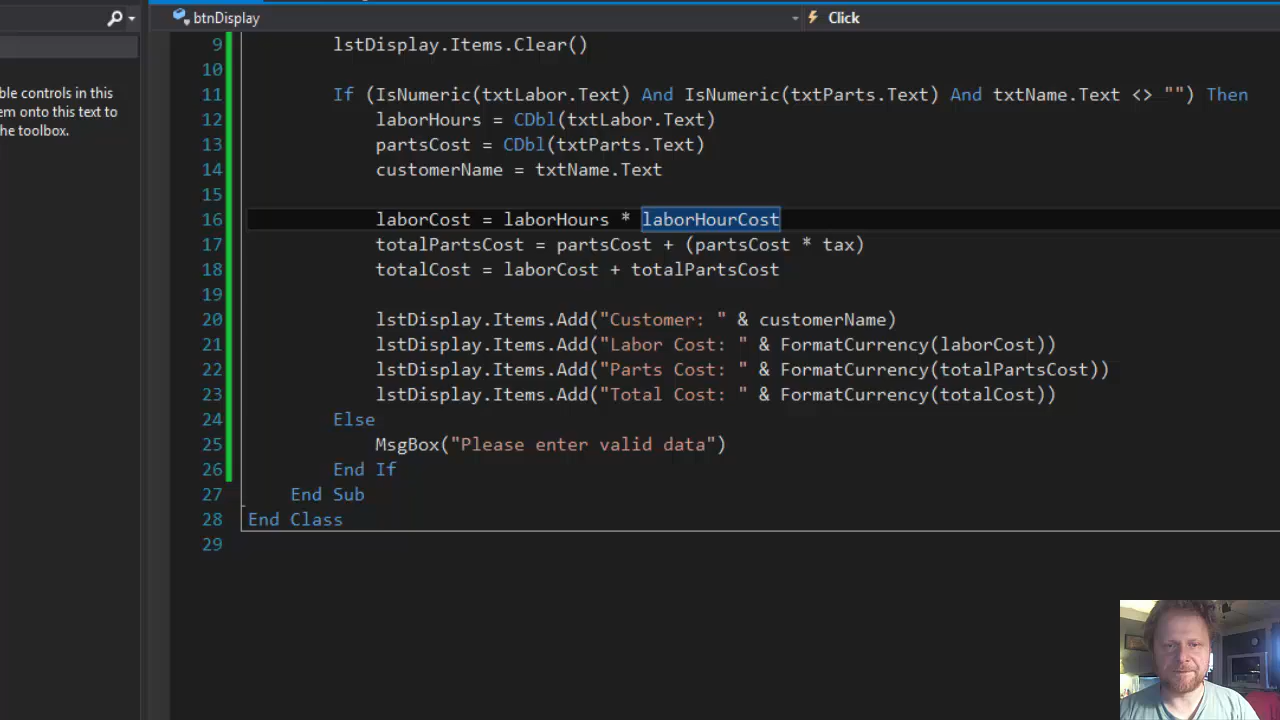 btnDisplay Click
ble controls in this
em onto this text to
he toolbox.
9 lstDisplay.Items.Clear()
10
11 If (IsNumeric(txtLabor.Text) And IsNumeric(txtParts.Text) And txtName.Text <> "") Then
12 laborHours = CDbl(txtLabor.Text)
13 partsCost = CDbl(txtParts.Text)
14 customerName = txtName.Text
15
16 laborCost = laborHours * laborHourCost
17 totalPartsCost = partsCost + (partsCost * tax)
18 totalCost = laborCost + totalPartsCost
19
20 lstDisplay.Items.Add("Customer: " & customerName)
21 lstDisplay.Items.Add("Labor Cost: " & FormatCurrency(laborCost))
22 lstDisplay.Items.Add("Parts Cost: " & FormatCurrency(totalPartsCost))
23 lstDisplay.Items.Add("Total Cost: " & FormatCurrency(totalCost))
24 Else
25 MsgBox("Please enter valid data")
26 End If
27 End Sub
28 End Class
29